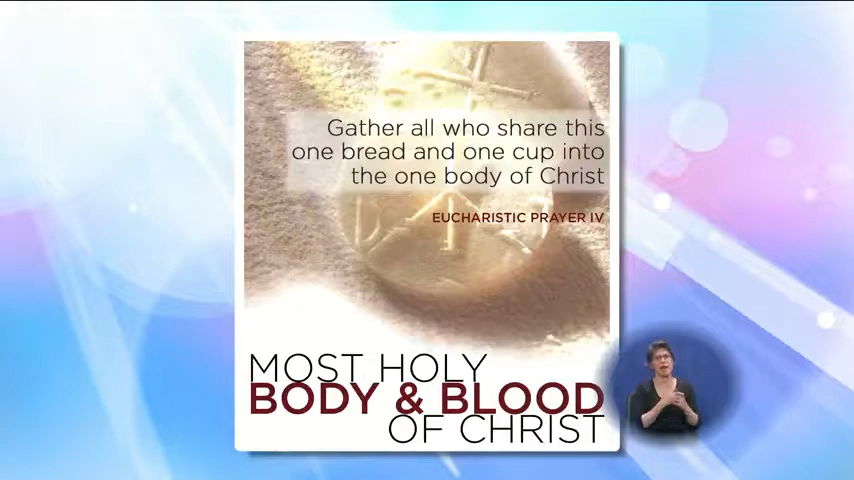 Gather all who share this
one bread and one cup into
the one body of Christ
EUCHARISTIC PRAYER IV
MOST HOLY
BODY & BLOOD
OF CHRIST